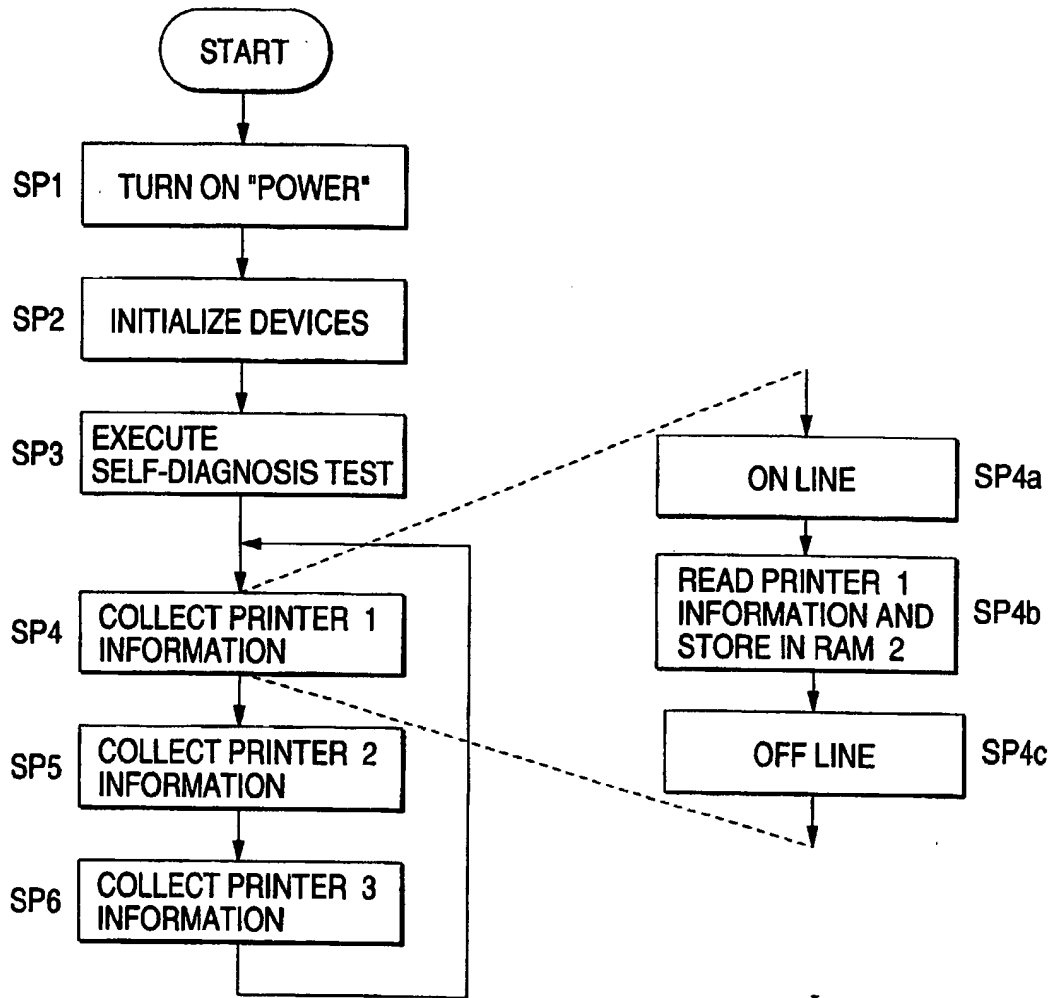 START
SP1
TURN ON "POWER"
SP2
INITIALIZE DEVICES
SP3
EXECUTE
SELF-DIAGNOSIS TEST
SP4
COLLECT PRINTER 1
INFORMATION
SP5
COLLECT PRINTER 2
INFORMATION
SP6
COLLECT PRINTER 3
INFORMATION
ON LINE
SP4a
READ PRINTER 1
INFORMATION AND
STORE IN RAM 2
SP4b
OFF LINE
SP4c